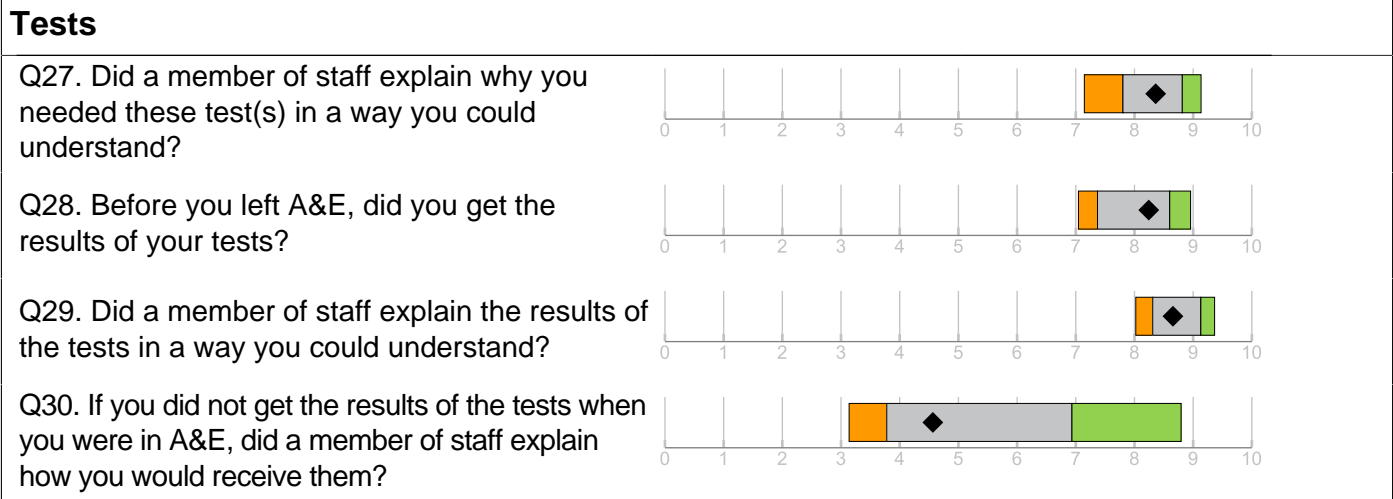 Tests
Q27. Did a member of staff explain why you
needed these test(s) in a way you could
understand?
0 1 2 3 4 5 6 7 8 9 10
Q28. Before you left A&E, did you get the
results of your tests?
0 1 2 3 4 5 6 7 8 9 10
Q29. Did a member of staff explain the results of
the tests in a way you could understand?
0 1 2 3 4 5 6 7 8 9 10
Q30. If you did not get the results of the tests when
you were in A&E, did a member of staff explain
how you would receive them?
0 1 2 3 4 5 6 7 8 9 10